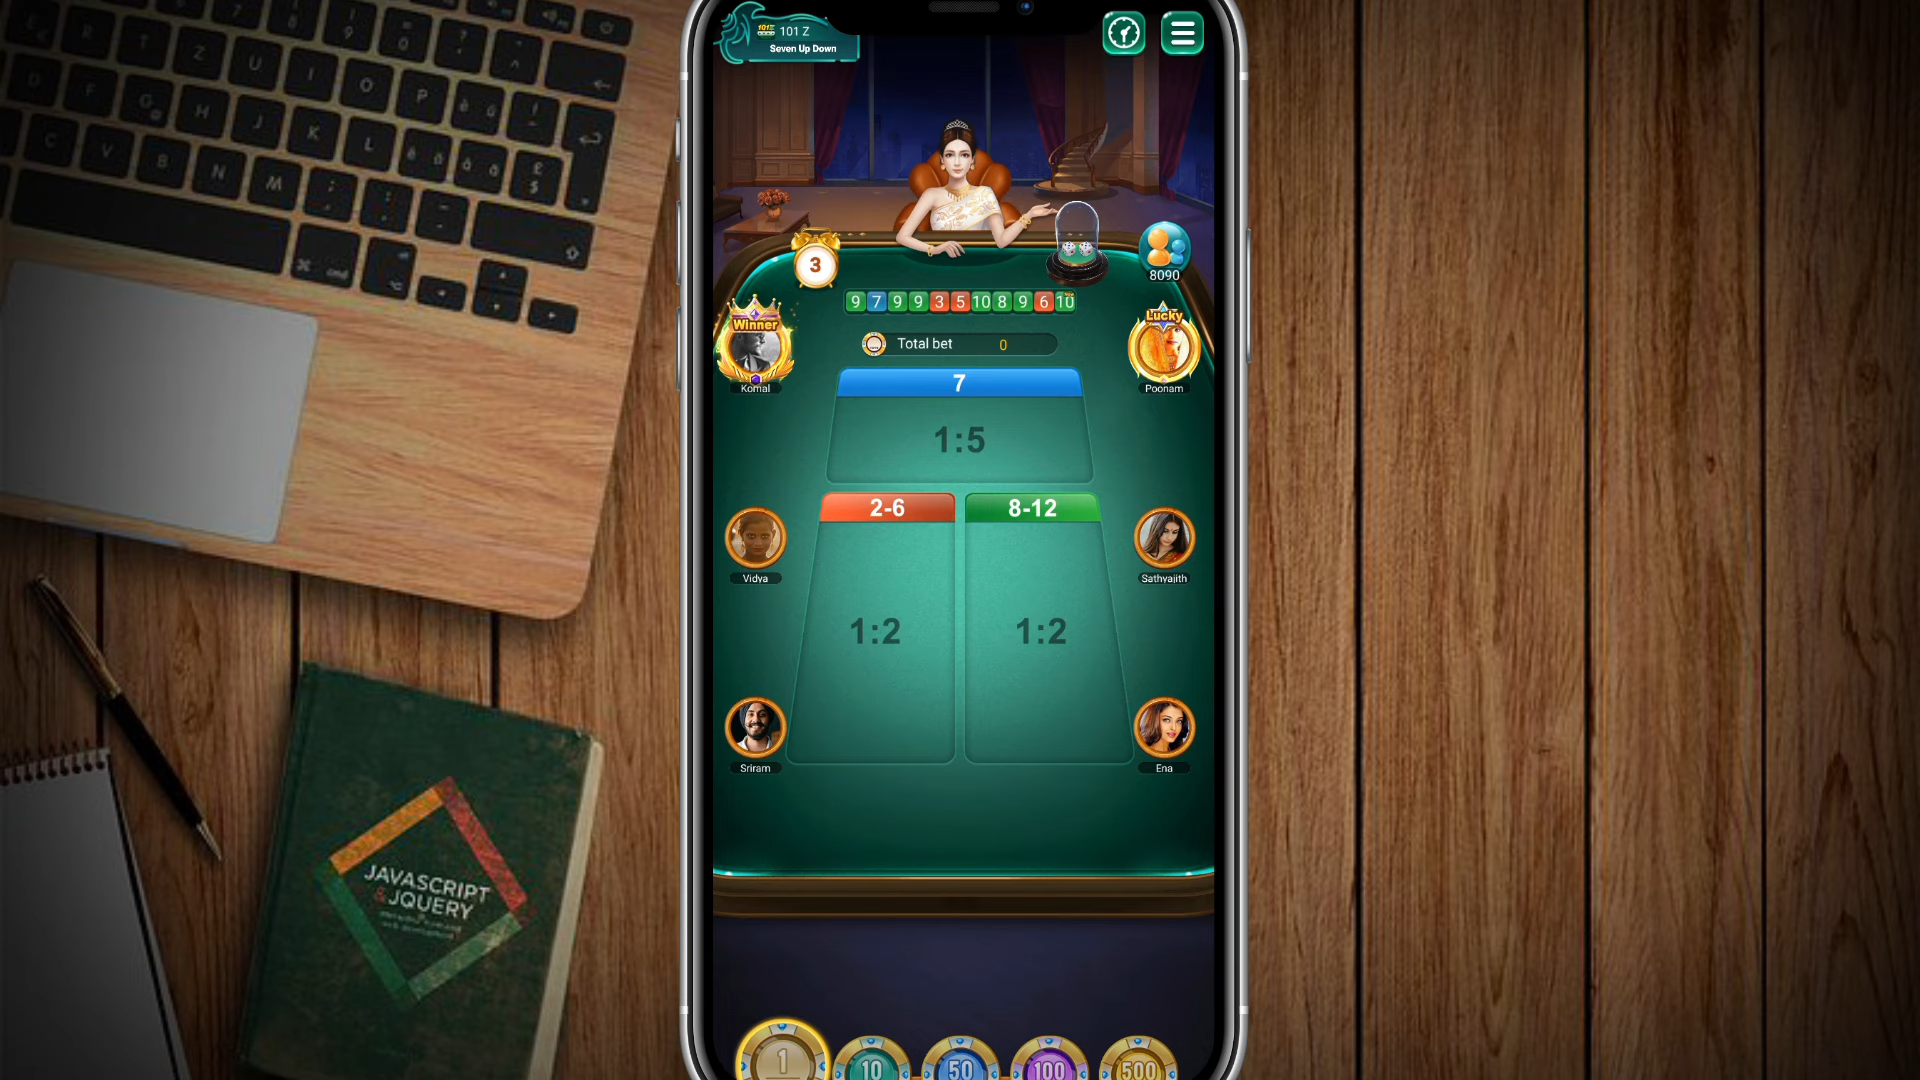 101 Z
Seven Up Down
3
8090
9 7 9 9 3 5 10 8 9 6 10
Winner
Lucky
Total bet 0
Komal
Poonam
7
1:5
2-6
8-12
Vidya
Sathyajith
1:2
1:2
Sriram
Ena
1
10
50
100
500
R T Z U I O P
D F G H J K L
C V B N M
cmd
JAVASCRIPT
& JQUERY